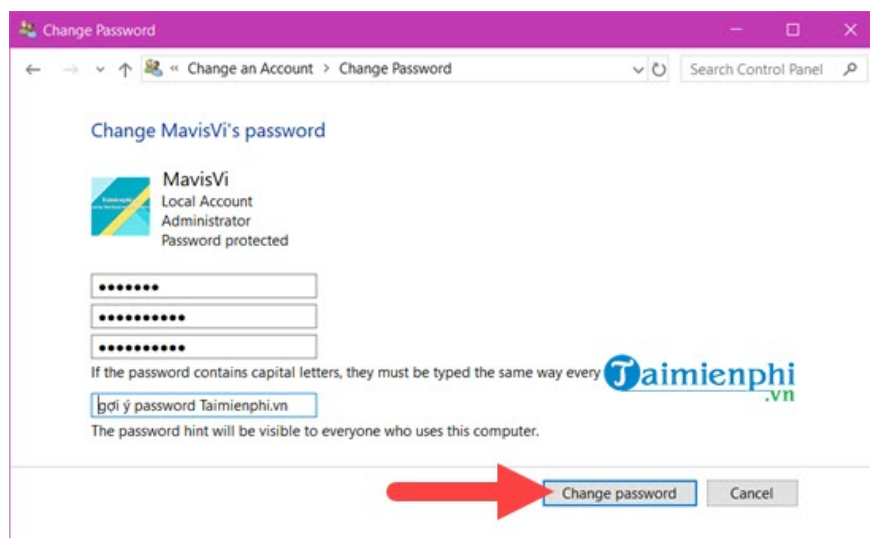 Change Password
« Change an Account > Change Password
Search Control Panel
Change MavisVi's password
MavisVi
Local Account
Administrator
Password protected
•••••••
••••••••••
••••••••••
If the password contains capital letters, they must be typed the same way every
Taimienphi
.vn
gợi ý password Taimienphi.vn
The password hint will be visible to everyone who uses this computer.
Change password
Cancel